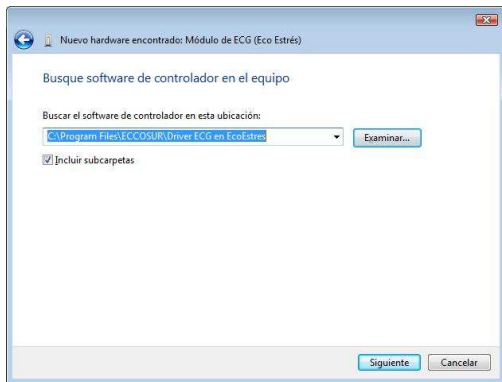 Nuevo hardware encontrado: Módulo de ECG (Eco Estrés)
Busque software de controlador en el equipo
Buscar el software de controlador en esta ubicación:
C:\Program Files\ECCOSUR\Driver ECG en EcoEstres
Examinar...
Incluir subcarpetas
Siguiente
Cancelar